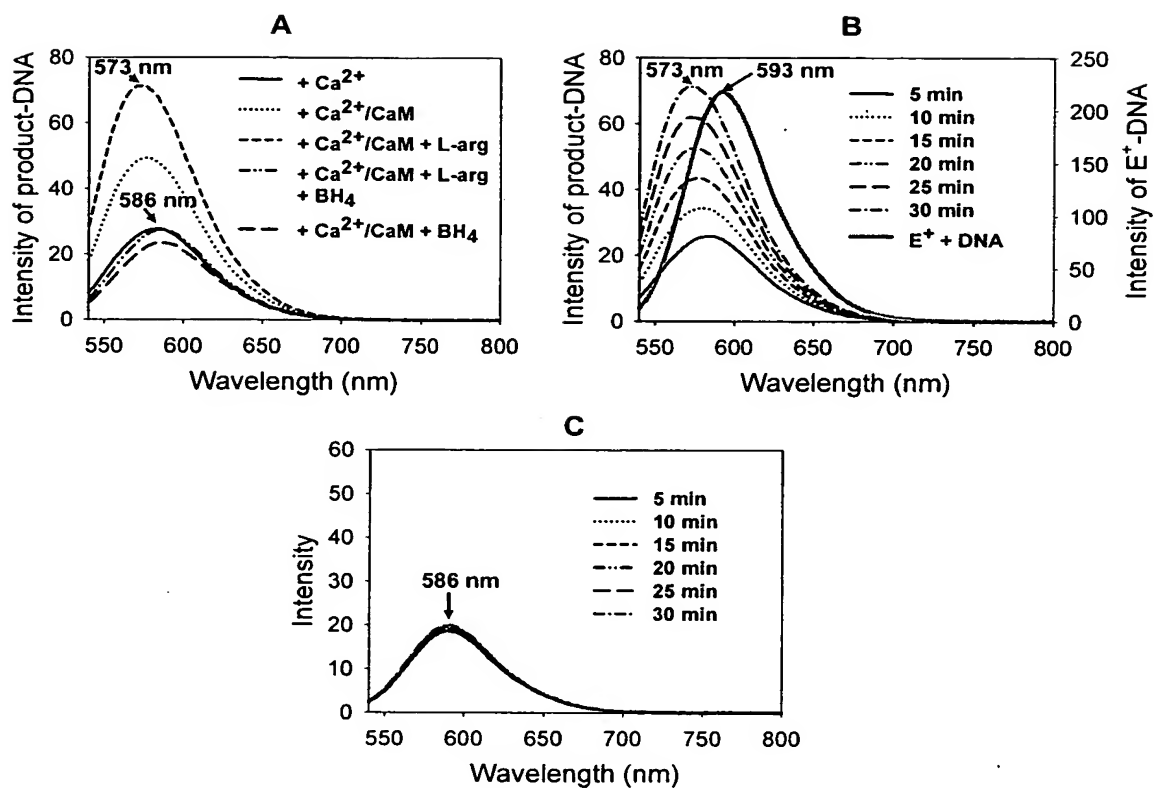 A
Intensity of product-DNA
80
60
40
20
0
573 nm
586 nm
+ Ca²⁺
+ Ca²⁺/CaM
+ Ca²⁺/CaM + L-arg
+ Ca²⁺/CaM + L-arg
+ BH₄
+ Ca²⁺/CaM + BH₄
550 600 650 700 750 800
Wavelength (nm)
B
Intensity of product-DNA
80
60
40
20
0
573 nm
593 nm
5 min
10 min
15 min
20 min
25 min
30 min
E⁺ + DNA
250
200
150
100
50
0
Intensity of E⁺-DNA
550 600 650 700 750 800
Wavelength (nm)
C
Intensity
60
50
40
30
20
10
0
586 nm
5 min
10 min
15 min
20 min
25 min
30 min
550 600 650 700 750 800
Wavelength (nm)